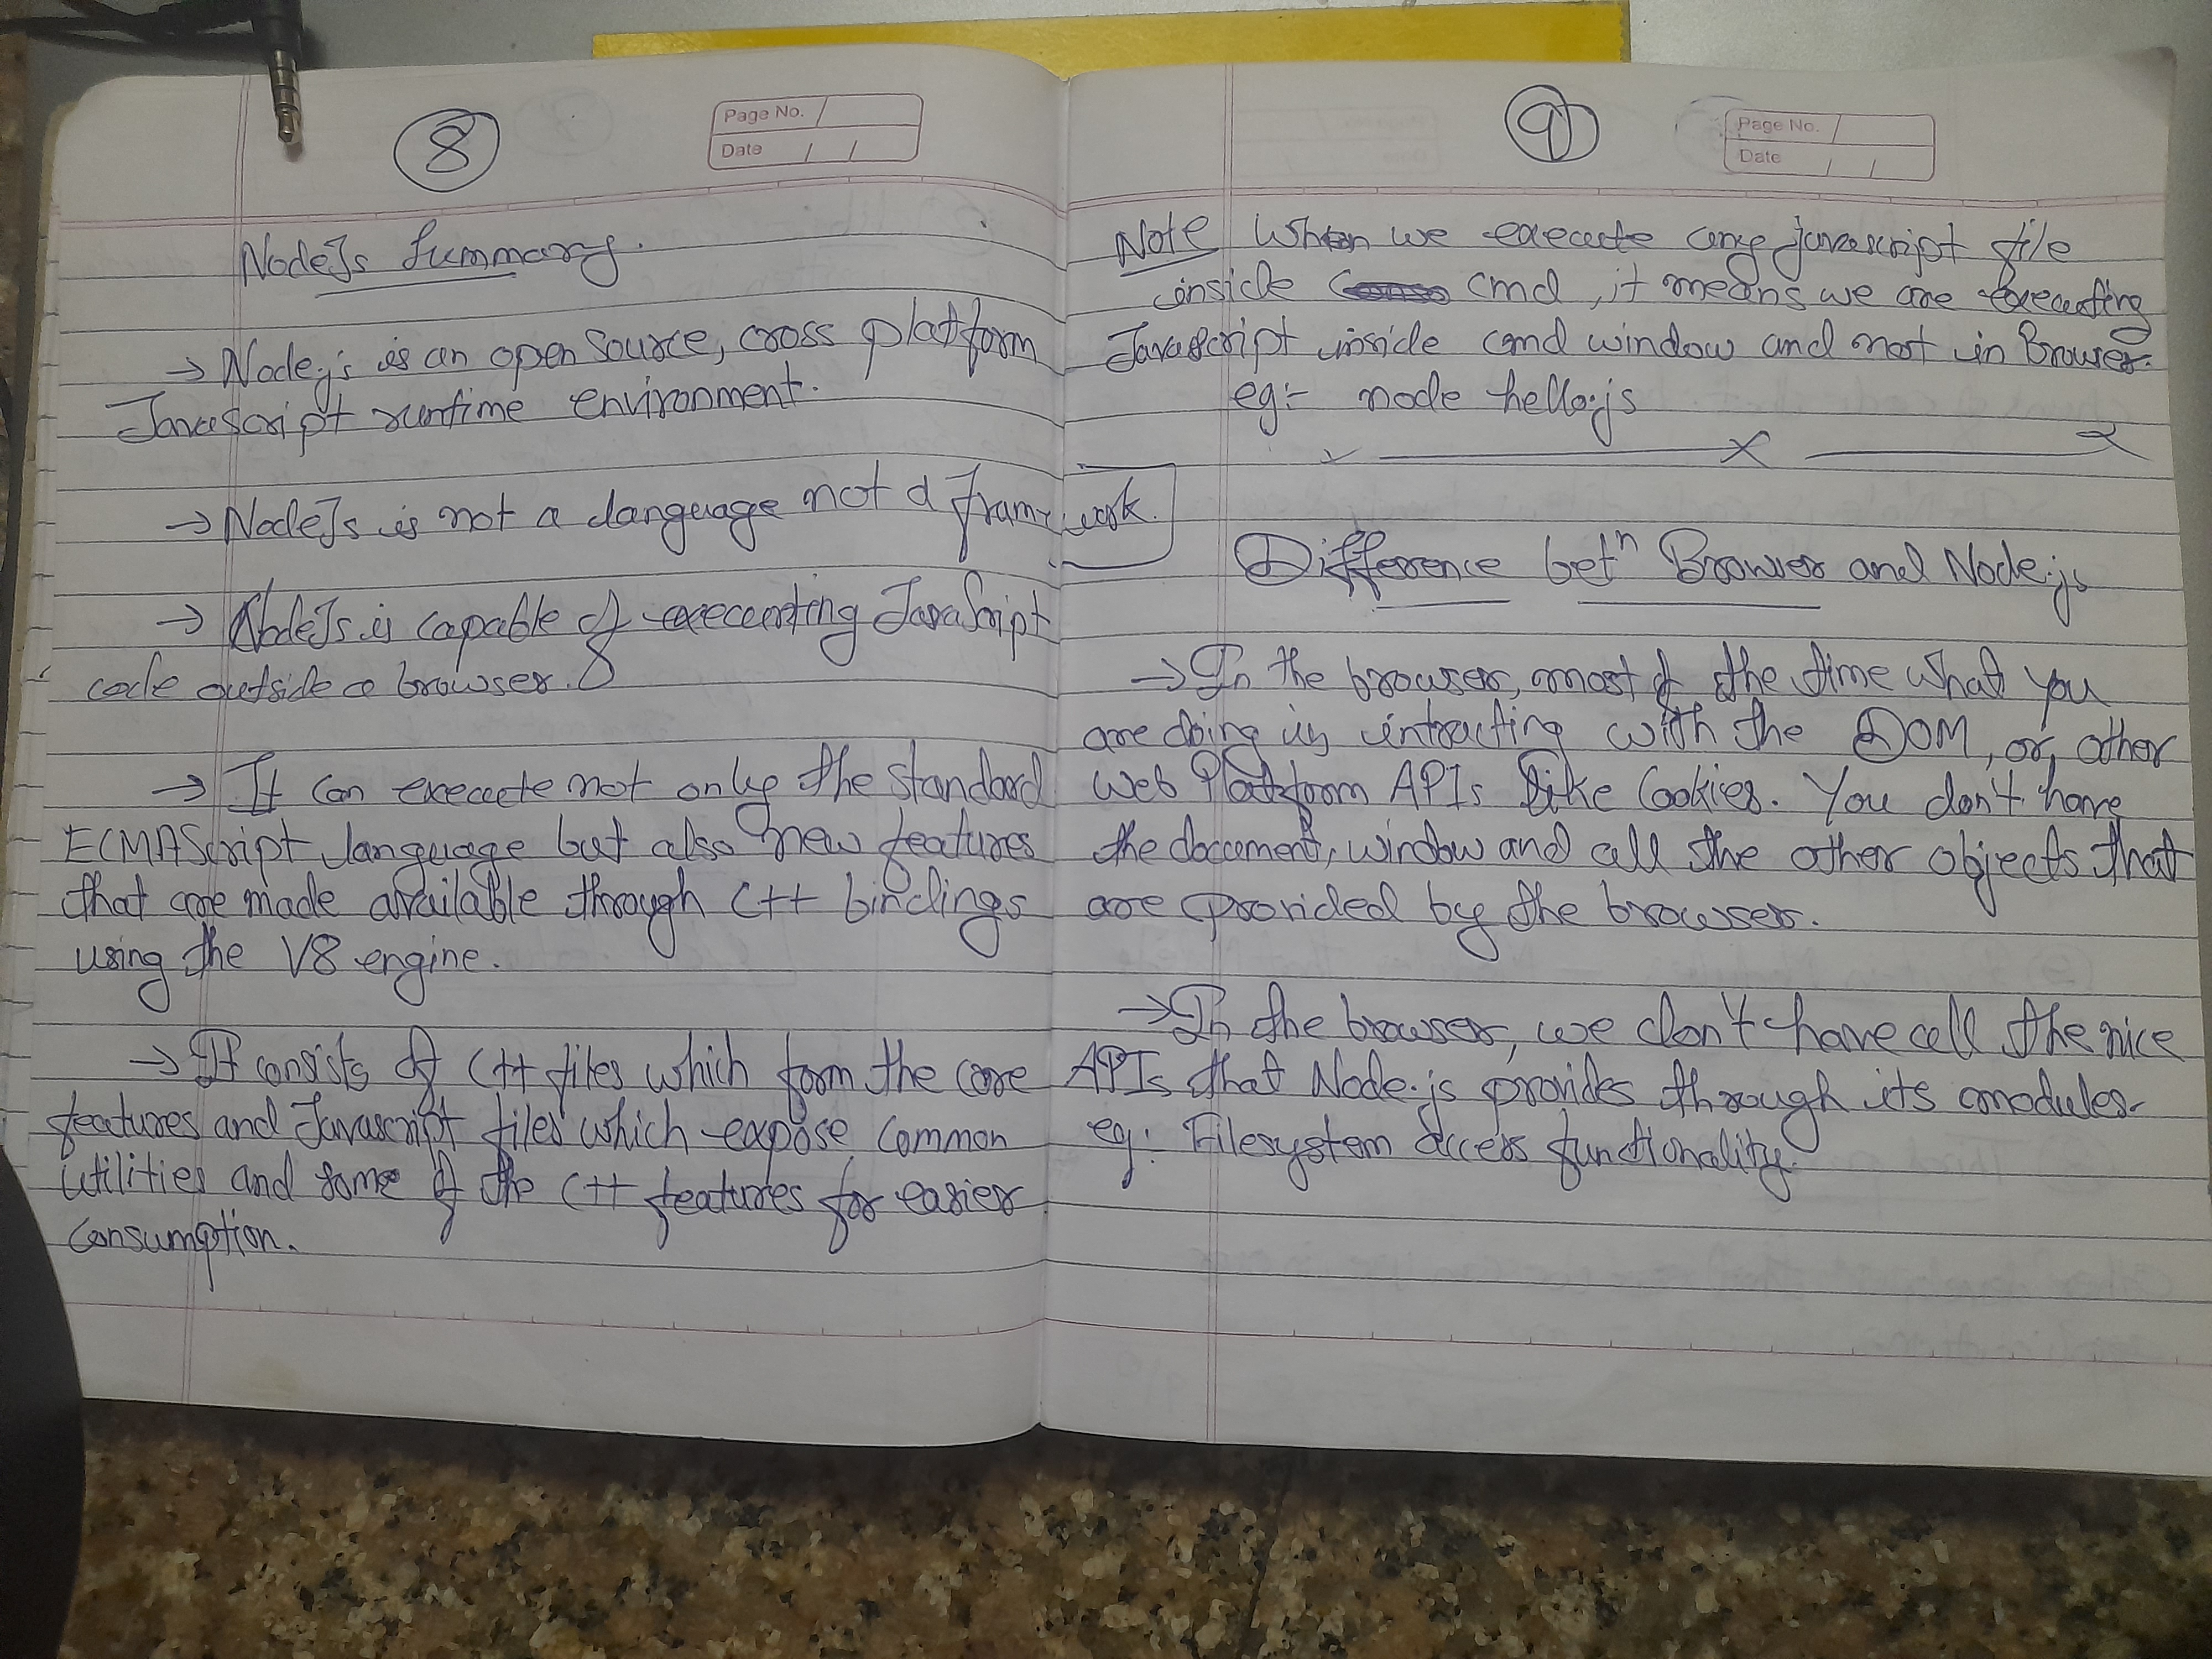 Page No.
Date
8
NodeJs Summary.
→ Node.js is an open source, cross platform
Javascript runtime environment.
→ NodeJs is not a language not a framework.
→ NodeJs is capable of executing JavaScript
code outside a browser.
→ It can execute not only the standard
ECMAScript language but also new features
that are made available through C++ bindings
using the V8 engine.
→ It consists of C++ files which form the core
features and Javascript files which expose common
utilities and some of the C++ features for easier
consumption.
Page No.
Date
9
Note When we execute any javascript file
inside cmd, it means we are executing
Javascript inside cmd window and not in Browser.
eg:- node hello.js
Difference betn Browser and Node.js
→ In the browser, most of the time what you
are doing is interacting with the DOM, or other
web Platform APIs like Cookies. You don't have
the document, window and all the other objects that
are provided by the browser.
→ In the browser, we don't have all the nice
APIs that Node.js provides through its modules.
eg: Filesystem access functionality.